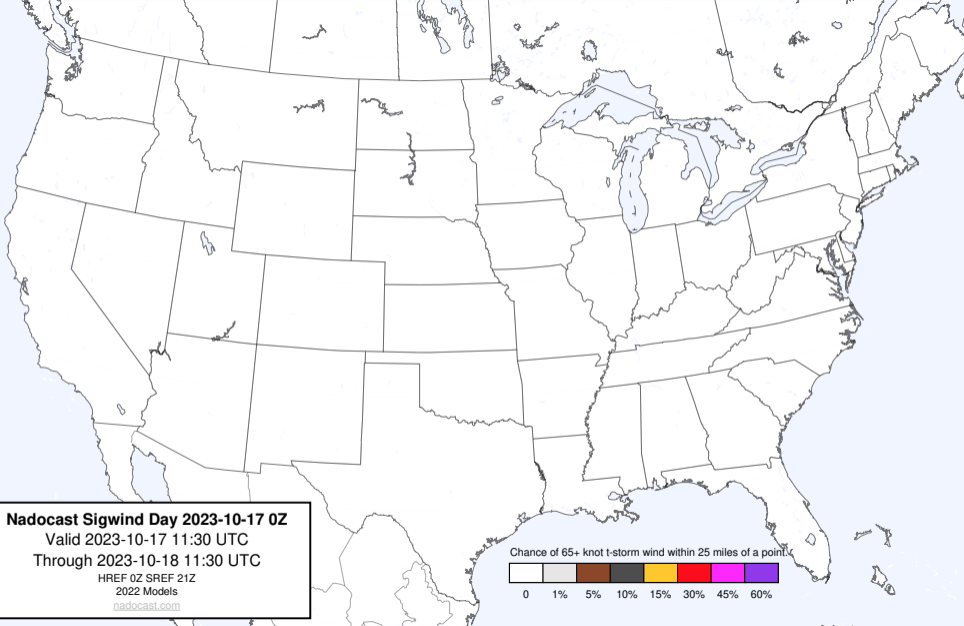 Nadocast Sigwind Day 2023-10-17 0Z
Valid 2023-10-17 11:30 UTC
Through 2023-10-18 11:30 UTC
HREF 0Z SREF 21Z
2022 Models
nadocast.com
Chance of 65+ knot t-storm wind within 25 miles of a point.
0 1% 5% 10% 15% 30% 45% 60%